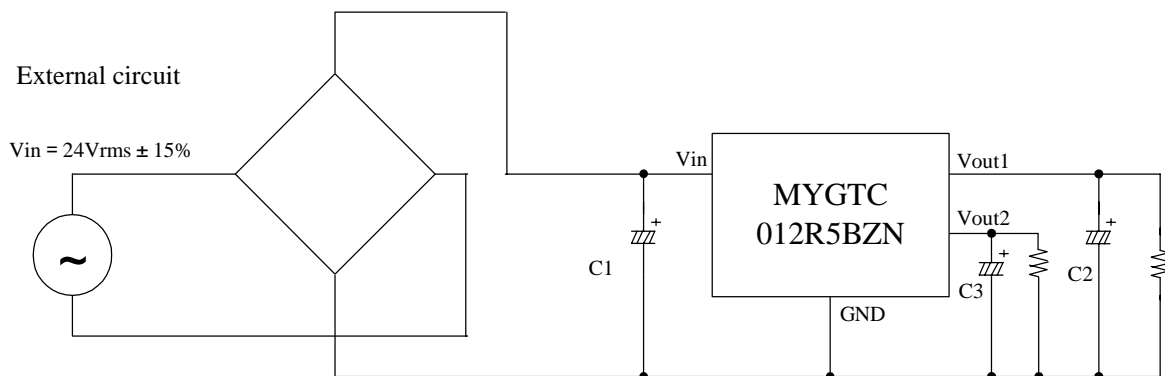 External circuit
Vin = 24Vrms ± 15%
~
Vin
MYGTC
012R5BZN
Vout1
Vout2
+
C1
+
C3
+
C2
GND